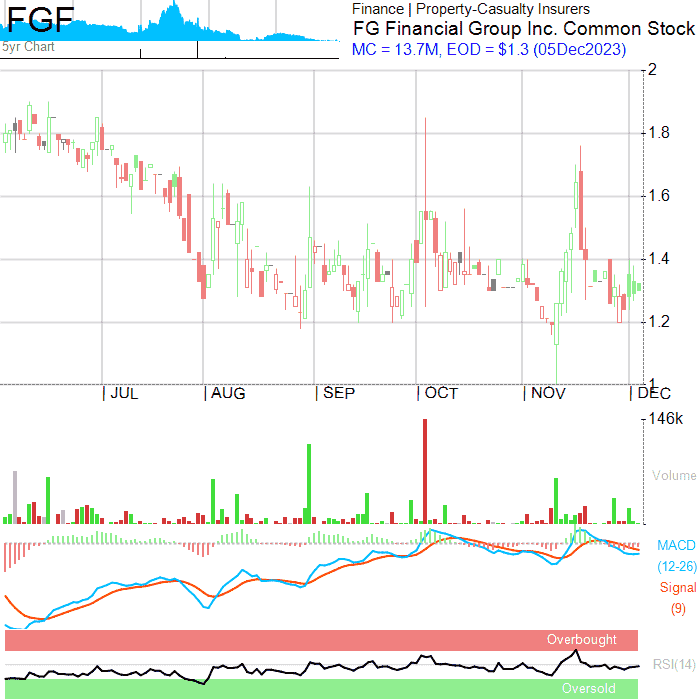 FGF
5yr Chart
Finance | Property-Casualty Insurers
FG Financial Group Inc. Common Stock
MC = 13.7M, EOD = $1.3 (05Dec2023)
2
1.8
1.6
1.4
1.2
1
| JUL | AUG | SEP | OCT | NOV | DEC
146k
Volume
MACD
(12-26)
Signal
(9)
Overbought
RSI(14)
Oversold